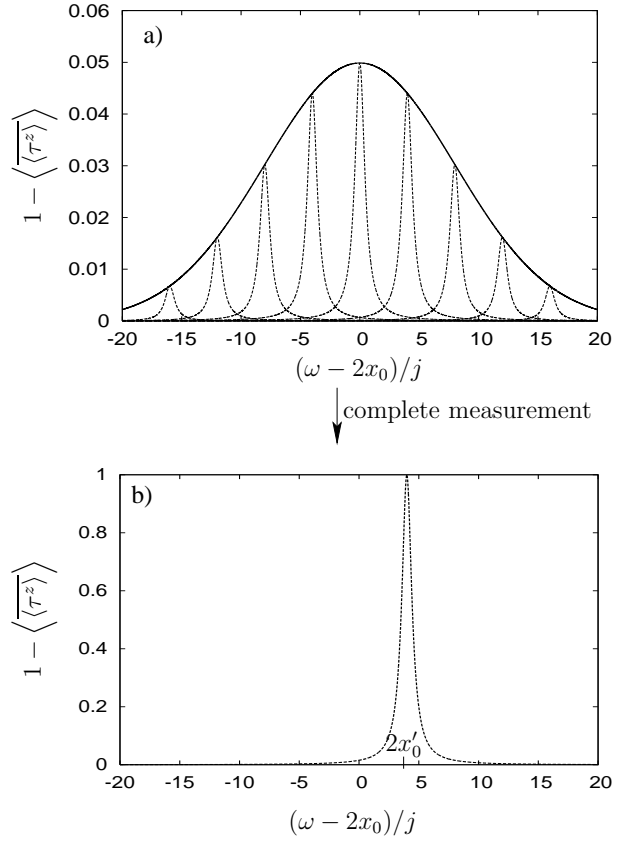 a)
1 − ⟨⟨τ^z⟩⟩
0.06
0.05
0.04
0.03
0.02
0.01
0
-20 -15 -10 -5 0 5 10 15 20
(ω − 2x₀)/j
complete measurement
b)
1 − ⟨⟨τ^z⟩⟩
1
0.8
0.6
0.4
0.2
0
2x₀′
-20 -15 -10 -5 0 5 10 15 20
(ω − 2x₀)/j